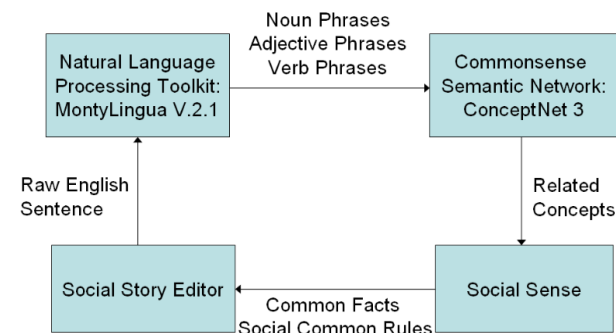 Noun Phrases
Adjective Phrases
Verb Phrases
Natural Language
Processing Toolkit:
MontyLingua V.2.1
Commonsense
Semantic Network:
ConceptNet 3
Raw English
Sentence
Related
Concepts
Social Story Editor
Social Sense
Common Facts
Social Common Rules